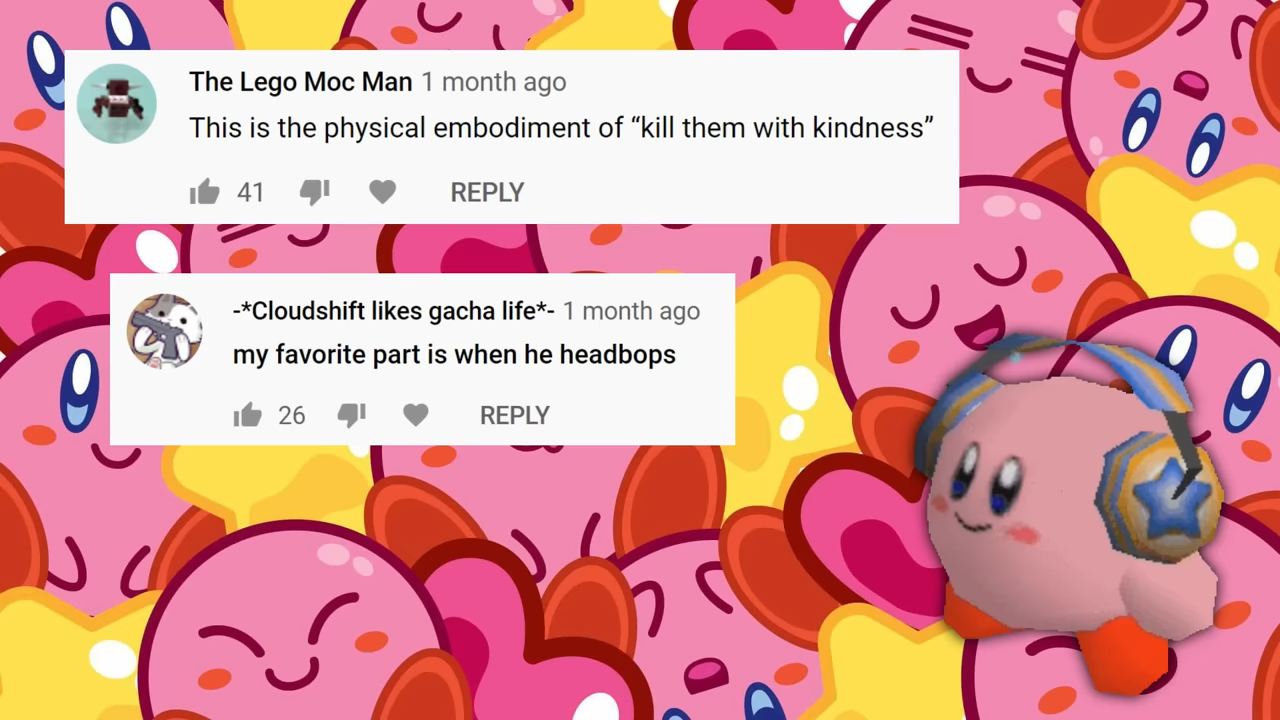 The Lego Moc Man 1 month ago
This is the physical embodiment of “kill them with kindness”
41 REPLY
-*Cloudshift likes gacha life*- 1 month ago
my favorite part is when he headbops
26 REPLY